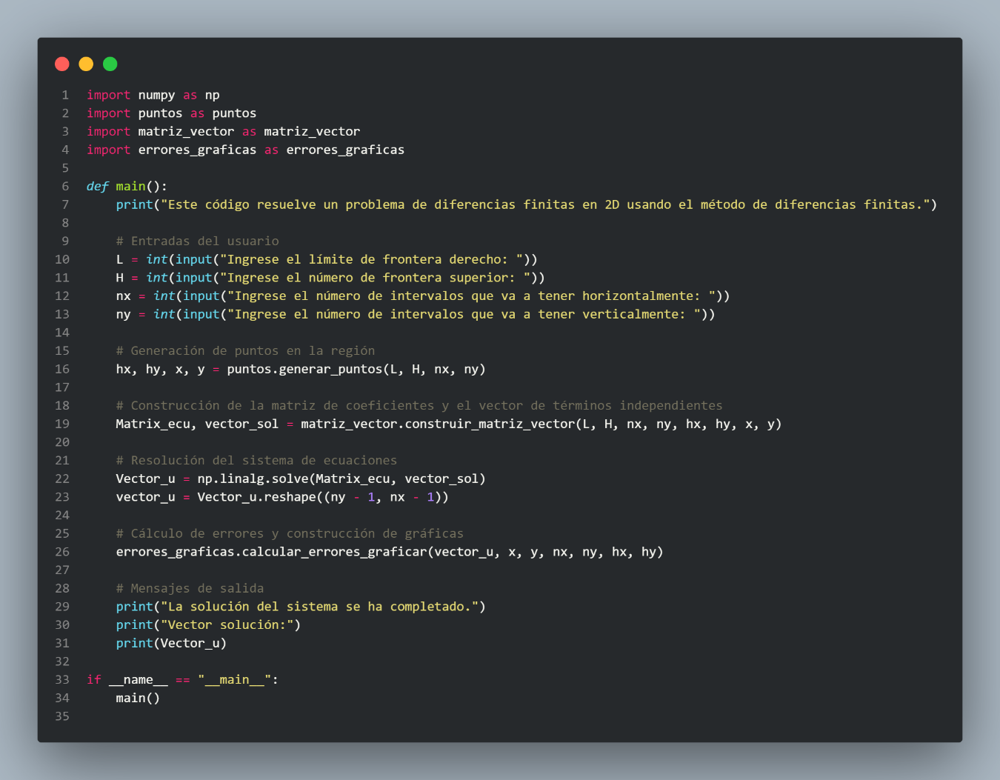 1 import numpy as np
2 import puntos as puntos
3 import matriz_vector as matriz_vector
4 import errores_graficas as errores_graficas
5
6 def main():
7     print("Este código resuelve un problema de diferencias finitas en 2D usando el método de diferencias finitas.")
8
9     # Entradas del usuario
10     L = int(input("Ingrese el límite de frontera derecho: "))
11     H = int(input("Ingrese el número de frontera superior: "))
12     nx = int(input("Ingrese el número de intervalos que va a tener horizontalmente: "))
13     ny = int(input("Ingrese el número de intervalos que va a tener verticalmente: "))
14
15     # Generación de puntos en la región
16     hx, hy, x, y = puntos.generar_puntos(L, H, nx, ny)
17
18     # Construcción de la matriz de coeficientes y el vector de términos independientes
19     Matrix_ecu, vector_sol = matriz_vector.construir_matriz_vector(L, H, nx, ny, hx, hy, x, y)
20
21     # Resolución del sistema de ecuaciones
22     Vector_u = np.linalg.solve(Matrix_ecu, vector_sol)
23     vector_u = Vector_u.reshape((ny - 1, nx - 1))
24
25     # Cálculo de errores y construcción de gráficas
26     errores_graficas.calcular_errores_graficar(vector_u, x, y, nx, ny, hx, hy)
27
28     # Mensajes de salida
29     print("La solución del sistema se ha completado.")
30     print("Vector solución:")
31     print(Vector_u)
32
33 if __name__ == "__main__":
34     main()
35